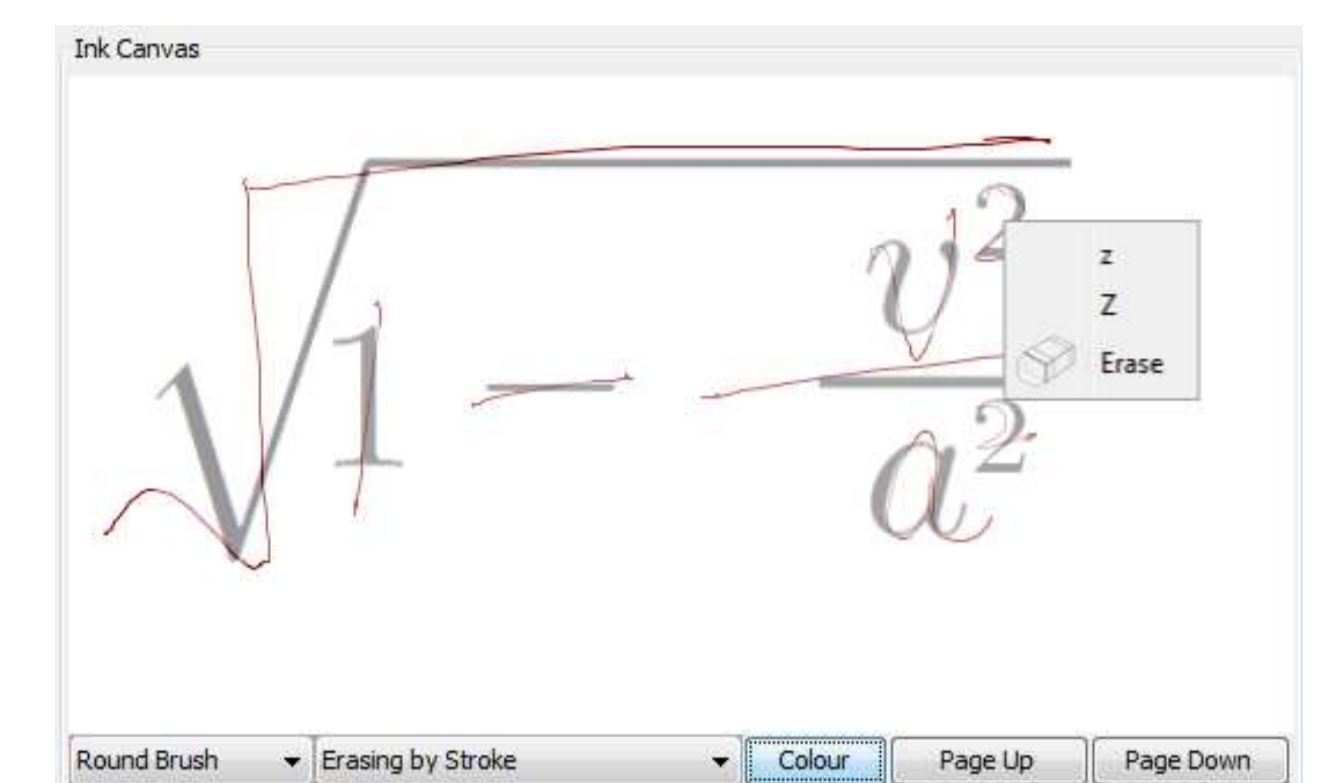 Ink Canvas
√(1 − v²/a²)
z
Z
Erase
Round Brush Erasing by Stroke Colour Page Up Page Down